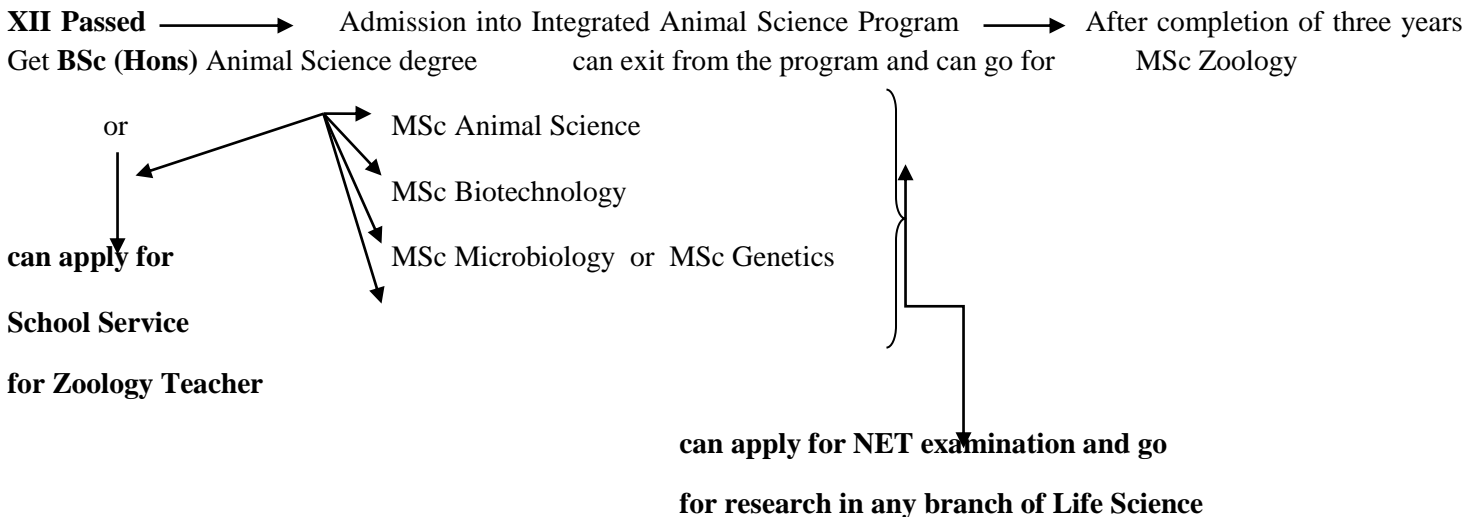 XII Passed Admission into Integrated Animal Science Program After completion of three years
Get BSc (Hons) Animal Science degree can exit from the program and can go for MSc Zoology
or MSc Animal Science
MSc Biotechnology
can apply for MSc Microbiology or MSc Genetics
School Service
for Zoology Teacher
can apply for NET examination and go
for research in any branch of Life Science